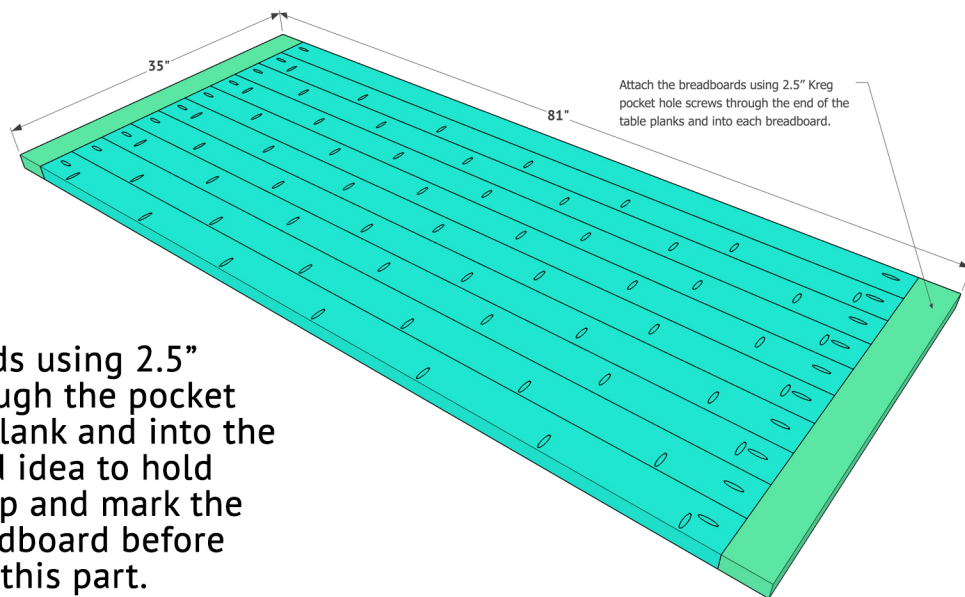 35"
81"
Attach the breadboards using 2.5" Kreg
pocket hole screws through the end of the
table planks and into each breadboard.
ds using 2.5”
ugh the pocket
lank and into the
d idea to hold
p and mark the
dboard before
this part.